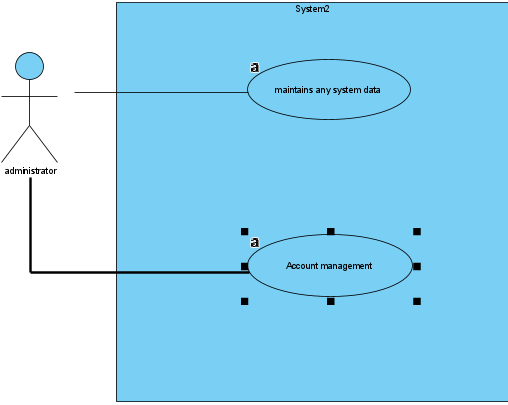 System2
a
maintains any system data
administrator
a
Account management